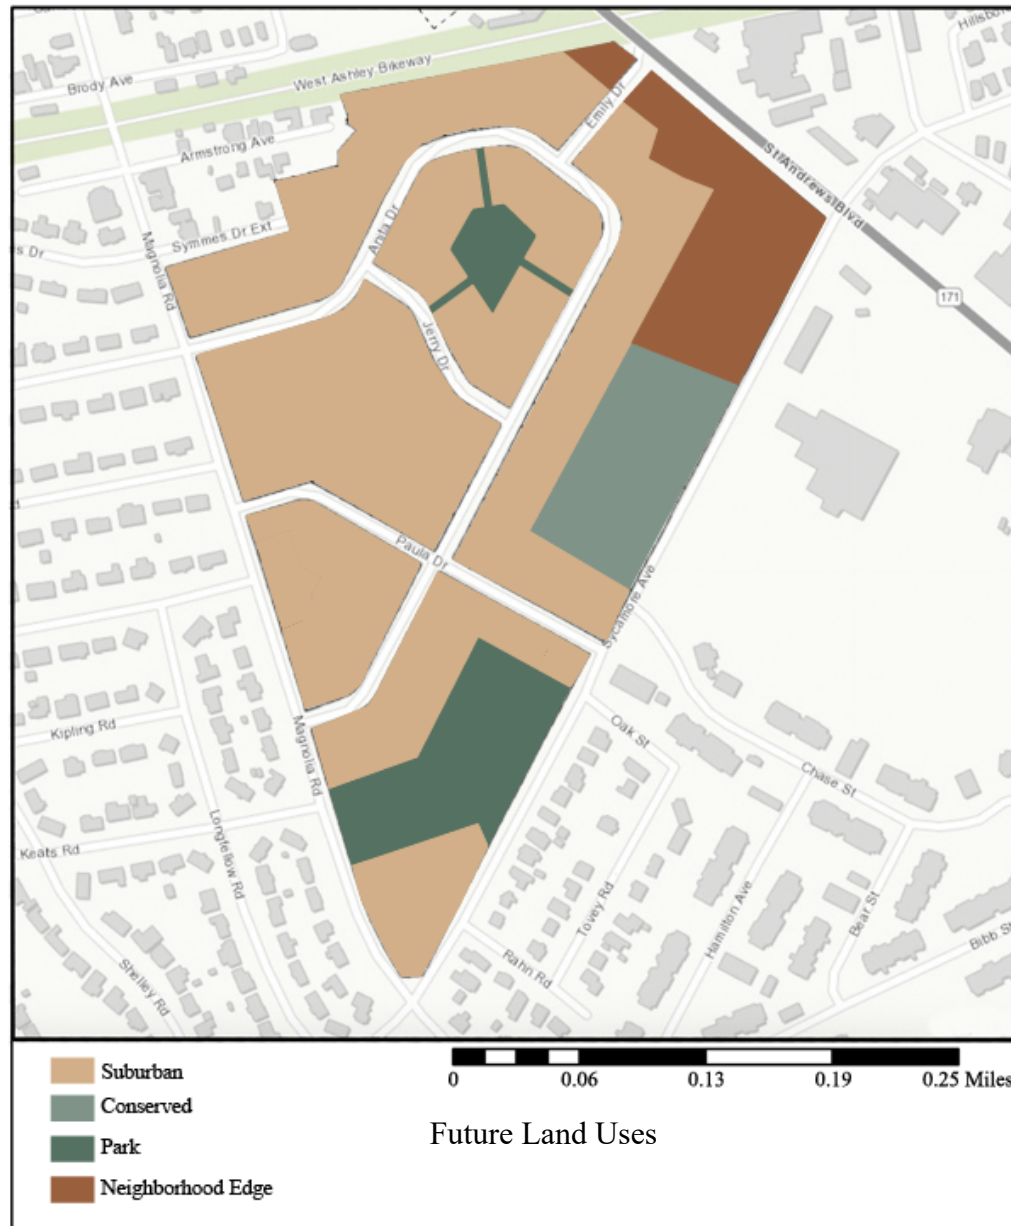 Hillsbo
Brody Ave
West Ashley Bikeway
Emily Dr
Armstrong Ave
St Andrews Blvd
Symmes Dr Ext
s Dr
Anita Dr
Magnolia Rd
171
Jerry Dr
Paula Dr
Sycamore Ave
Magnolia Rd
Oak St
Kipling Rd
Chase St
Longfellow Rd
Keats Rd
Tovey Rd
Hamilton Ave
Bear St
Bibb St
Rahn Rd
Shelley Rd
Suburban
Conserved
Park
Neighborhood Edge
0 0.06 0.13 0.19 0.25 Miles
Future Land Uses